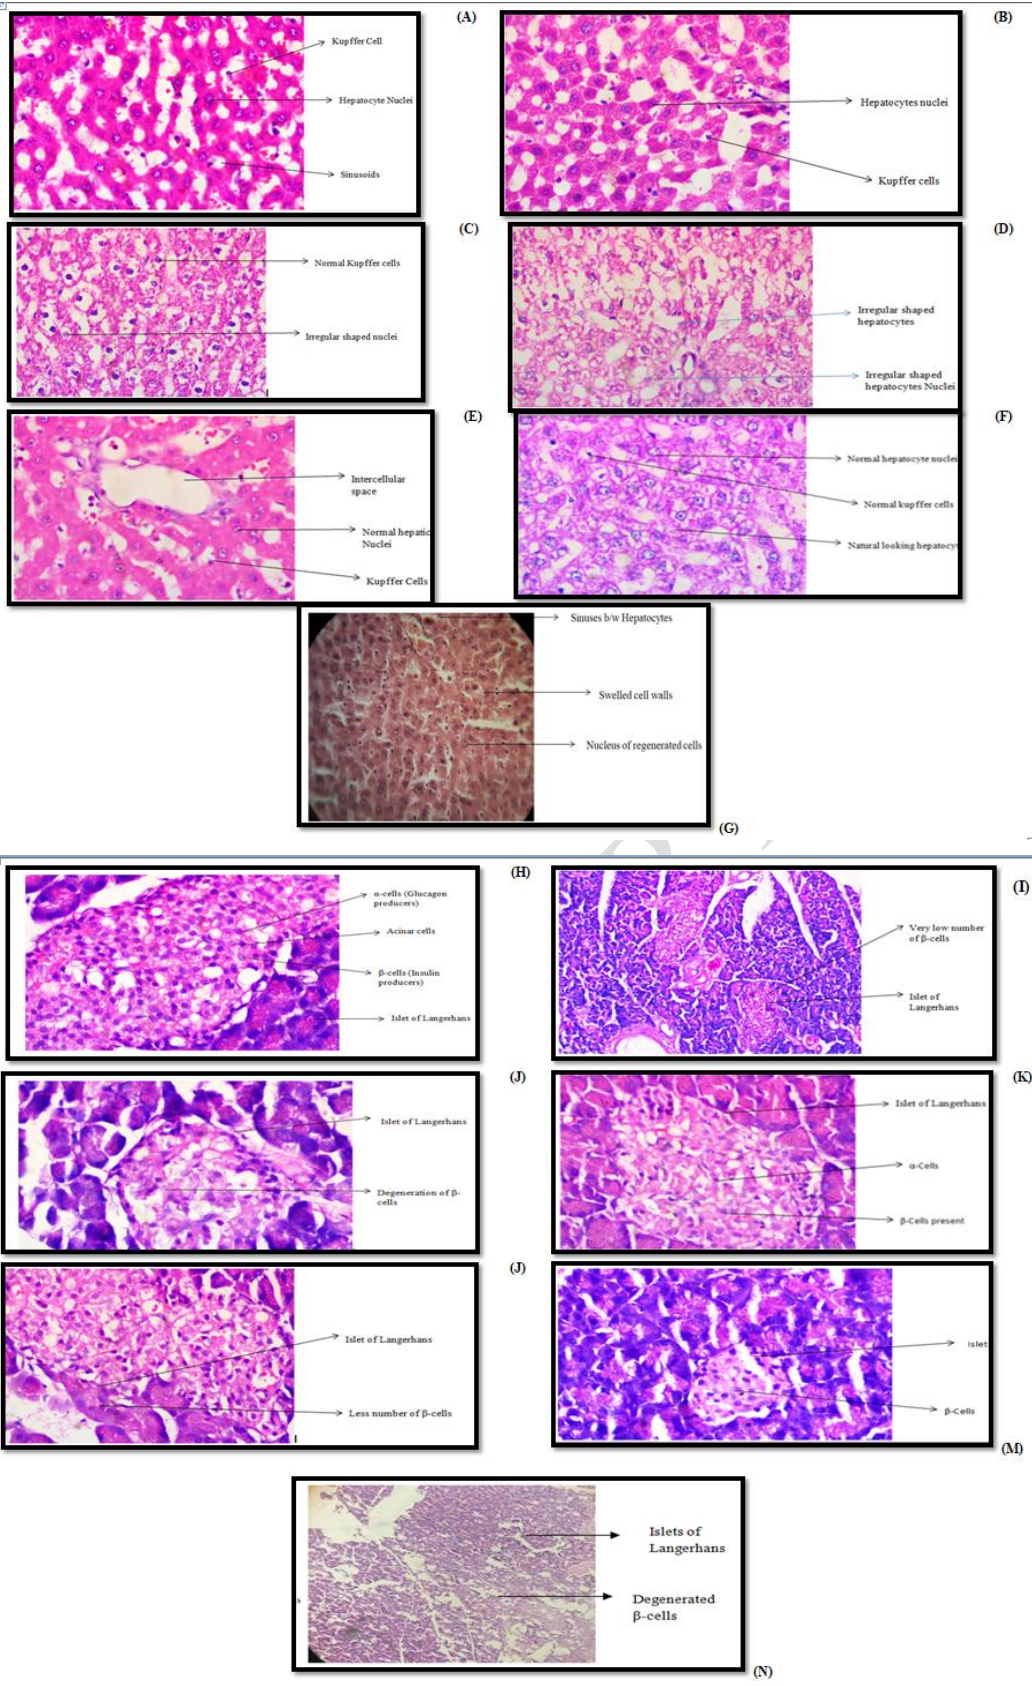 (A)
Kupffer Cell
Hepatocyte Nuclei
Sinusoids
(B)
Hepatocytes nuclei
Kupffer cells
(C)
Normal Kupffer cells
Irregular shaped nuclei
(D)
Irregular shaped
hepatocytes
Irregular shaped
hepatocytes Nuclei
(E)
Intercellular
space
Normal hepatic
Nuclei
Kupffer Cells
(F)
Normal hepatocyte nuclei
Normal kupffer cells
Natural looking hepatocy
Sinuses b/w Hepatocytes
Swelled cell walls
Nucleus of regenerated cells
(G)
(H)
α-cells (Glucagon
producers)
Acinar cells
β-cells (Insulin
producers)
Islet of Langerhans
(I)
Very low number
of β-cells
Islet of
Langerhans
(J)
Islet of Langerhans
Degeneration of β-
cells
(K)
Islet of Langerhans
α-Cells
β-Cells present
(J)
Islet of Langerhans
Less number of β-cells
Islet
β-Cells
(M)
Islets of
Langerhans
Degenerated
β-cells
s
(N)